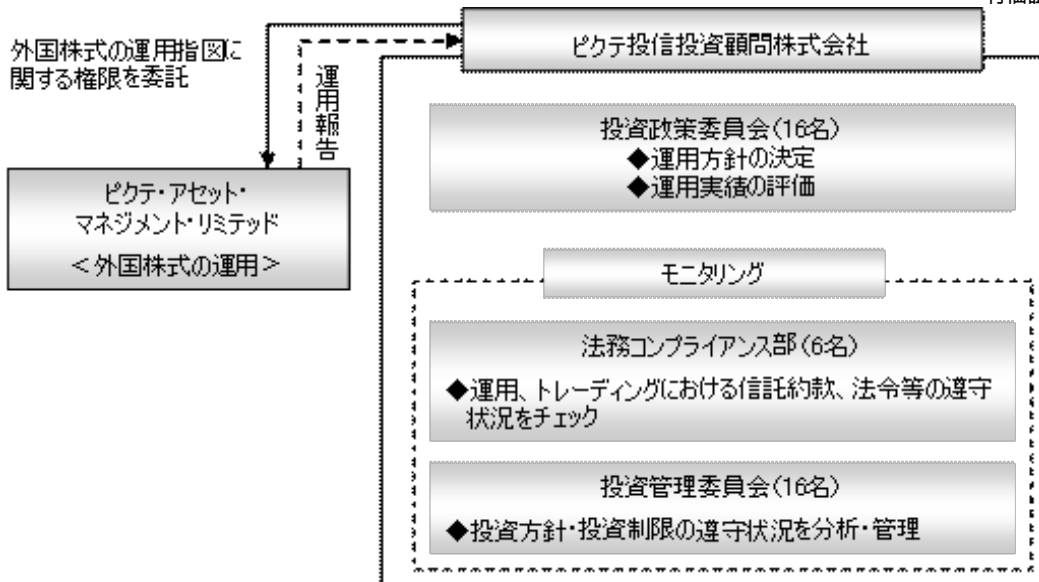 外国株式の運用指図に
関する権限を委託
運用報告
ピクテ投信投資顧問株式会社
ピクテ・アセット・
マネジメント・リミテッド
<外国株式の運用>
投資政策委員会(16名)
◆運用方針の決定
◆運用実績の評価
モニタリング
法務コンプライアンス部(6名)
◆運用、トレーディングにおける信託約款、法令等の遵守
状況をチェック
投資管理委員会(16名)
◆投資方針・投資制限の遵守状況を分析・管理